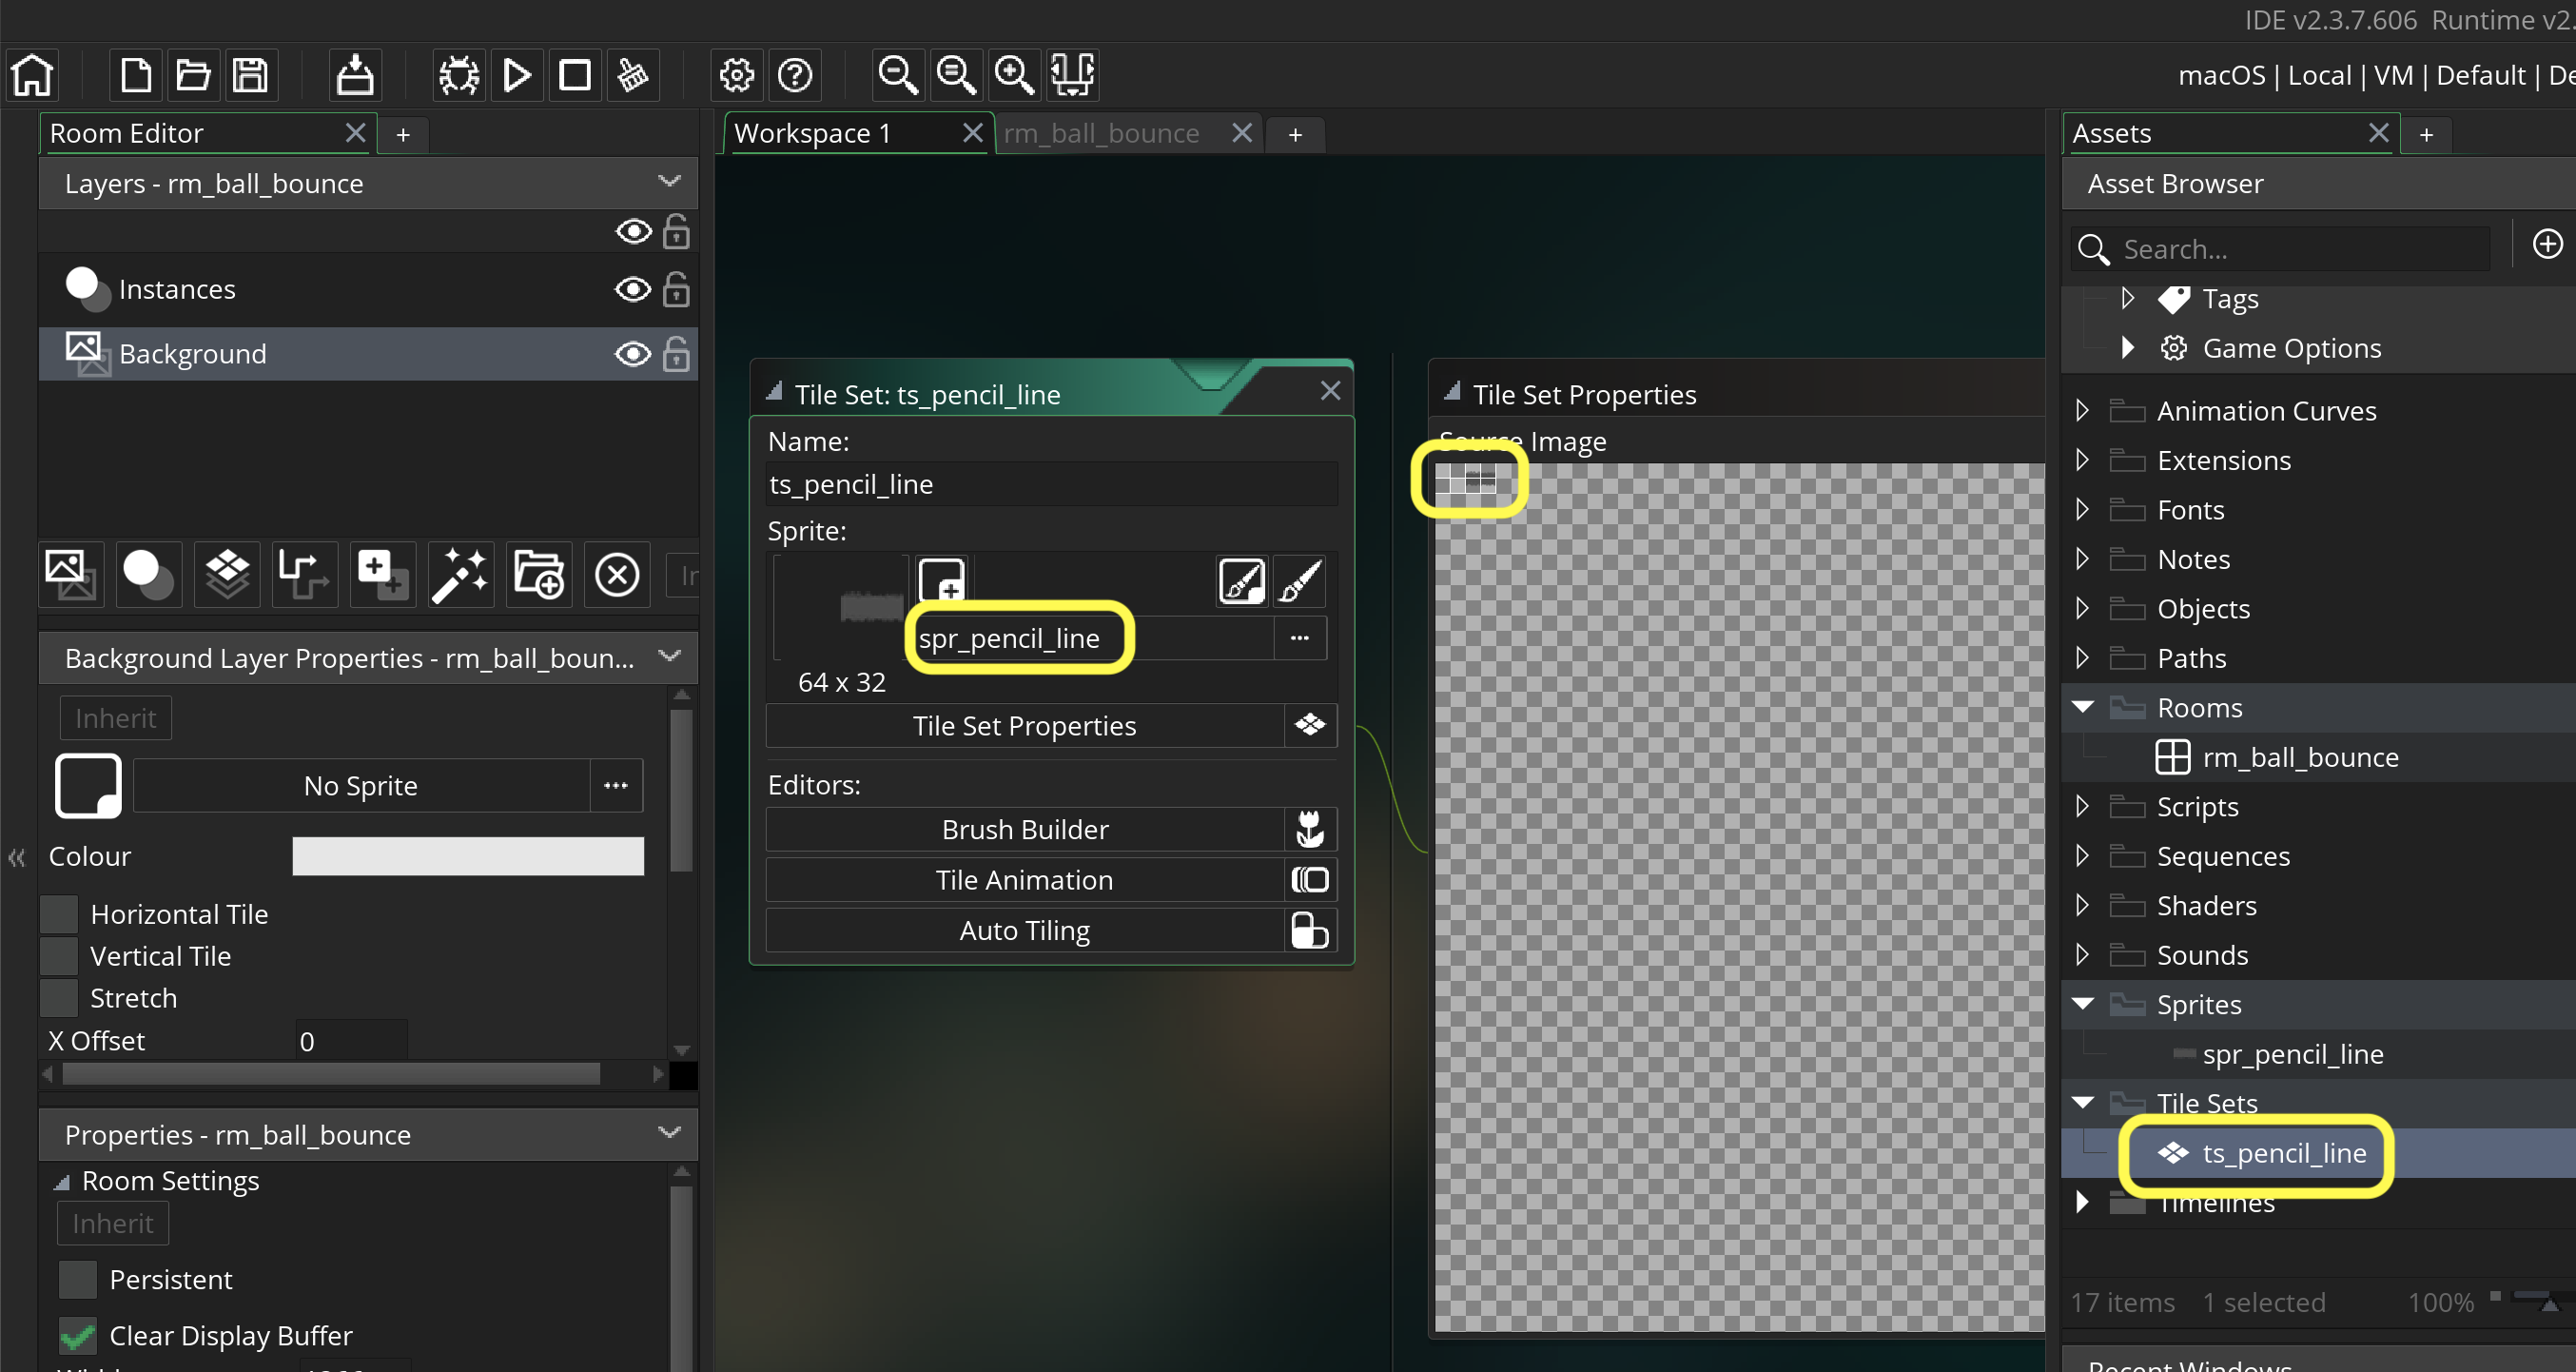 IDE v2.3.7.606 Runtime v2.
macOS | Local | VM | Default | De
Room Editor
+
Layers - rm_ball_bounce
Instances
Background
Background Layer Properties - rm_ball_boun...
Inherit
No Sprite
...
Colour
Horizontal Tile
Vertical Tile
Stretch
X Offset
0
Properties - rm_ball_bounce
Room Settings
Inherit
Persistent
Clear Display Buffer
Workspace 1
rm_ball_bounce
+
Tile Set: ts_pencil_line
Name:
ts_pencil_line
Sprite:
spr_pencil_line
...
64 x 32
Tile Set Properties
Editors:
Brush Builder
Tile Animation
Auto Tiling
Tile Set Properties
Source Image
Assets
+
Asset Browser
Search...
Tags
Game Options
Animation Curves
Extensions
Fonts
Notes
Objects
Paths
Rooms
rm_ball_bounce
Scripts
Sequences
Shaders
Sounds
Sprites
spr_pencil_line
Tile Sets
ts_pencil_line
Timelines
17 items 1 selected 100%
Recent Windows